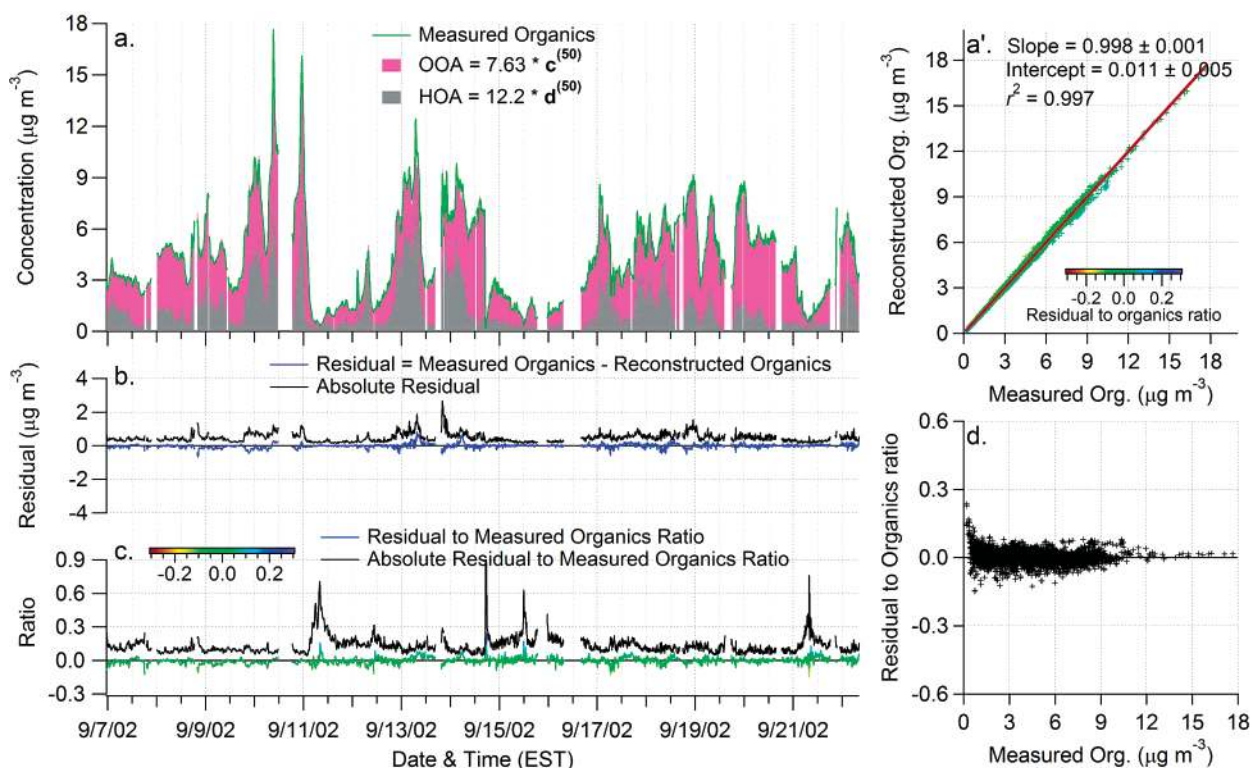 a.
Measured Organics
OOA = 7.63 * c(50)
HOA = 12.2 * d(50)
Concentration (μg m⁻³)
18
15
12
9
6
3
0
b.
Residual = Measured Organics - Reconstructed Organics
Absolute Residual
Residual (μg m⁻³)
4
2
0
-2
-4
c.
-0.2 0.0 0.2
Residual to Measured Organics Ratio
Absolute Residual to Measured Organics Ratio
Ratio
0.9
0.6
0.3
0.0
-0.3
9/7/02 9/9/02 9/11/02 9/13/02 9/15/02 9/17/02 9/19/02 9/21/02
Date & Time (EST)
a'.
Slope = 0.998 ± 0.001
Intercept = 0.011 ± 0.005
r² = 0.997
Reconstructed Org. (μg m⁻³)
18
15
12
9
6
3
0
-0.2 0.0 0.2
Residual to organics ratio
0 3 6 9 12 15 18
Measured Org. (μg m⁻³)
d.
Residual to Organics ratio
0.6
0.3
0.0
-0.3
-0.6
0 3 6 9 12 15 18
Measured Org. (μg m⁻³)